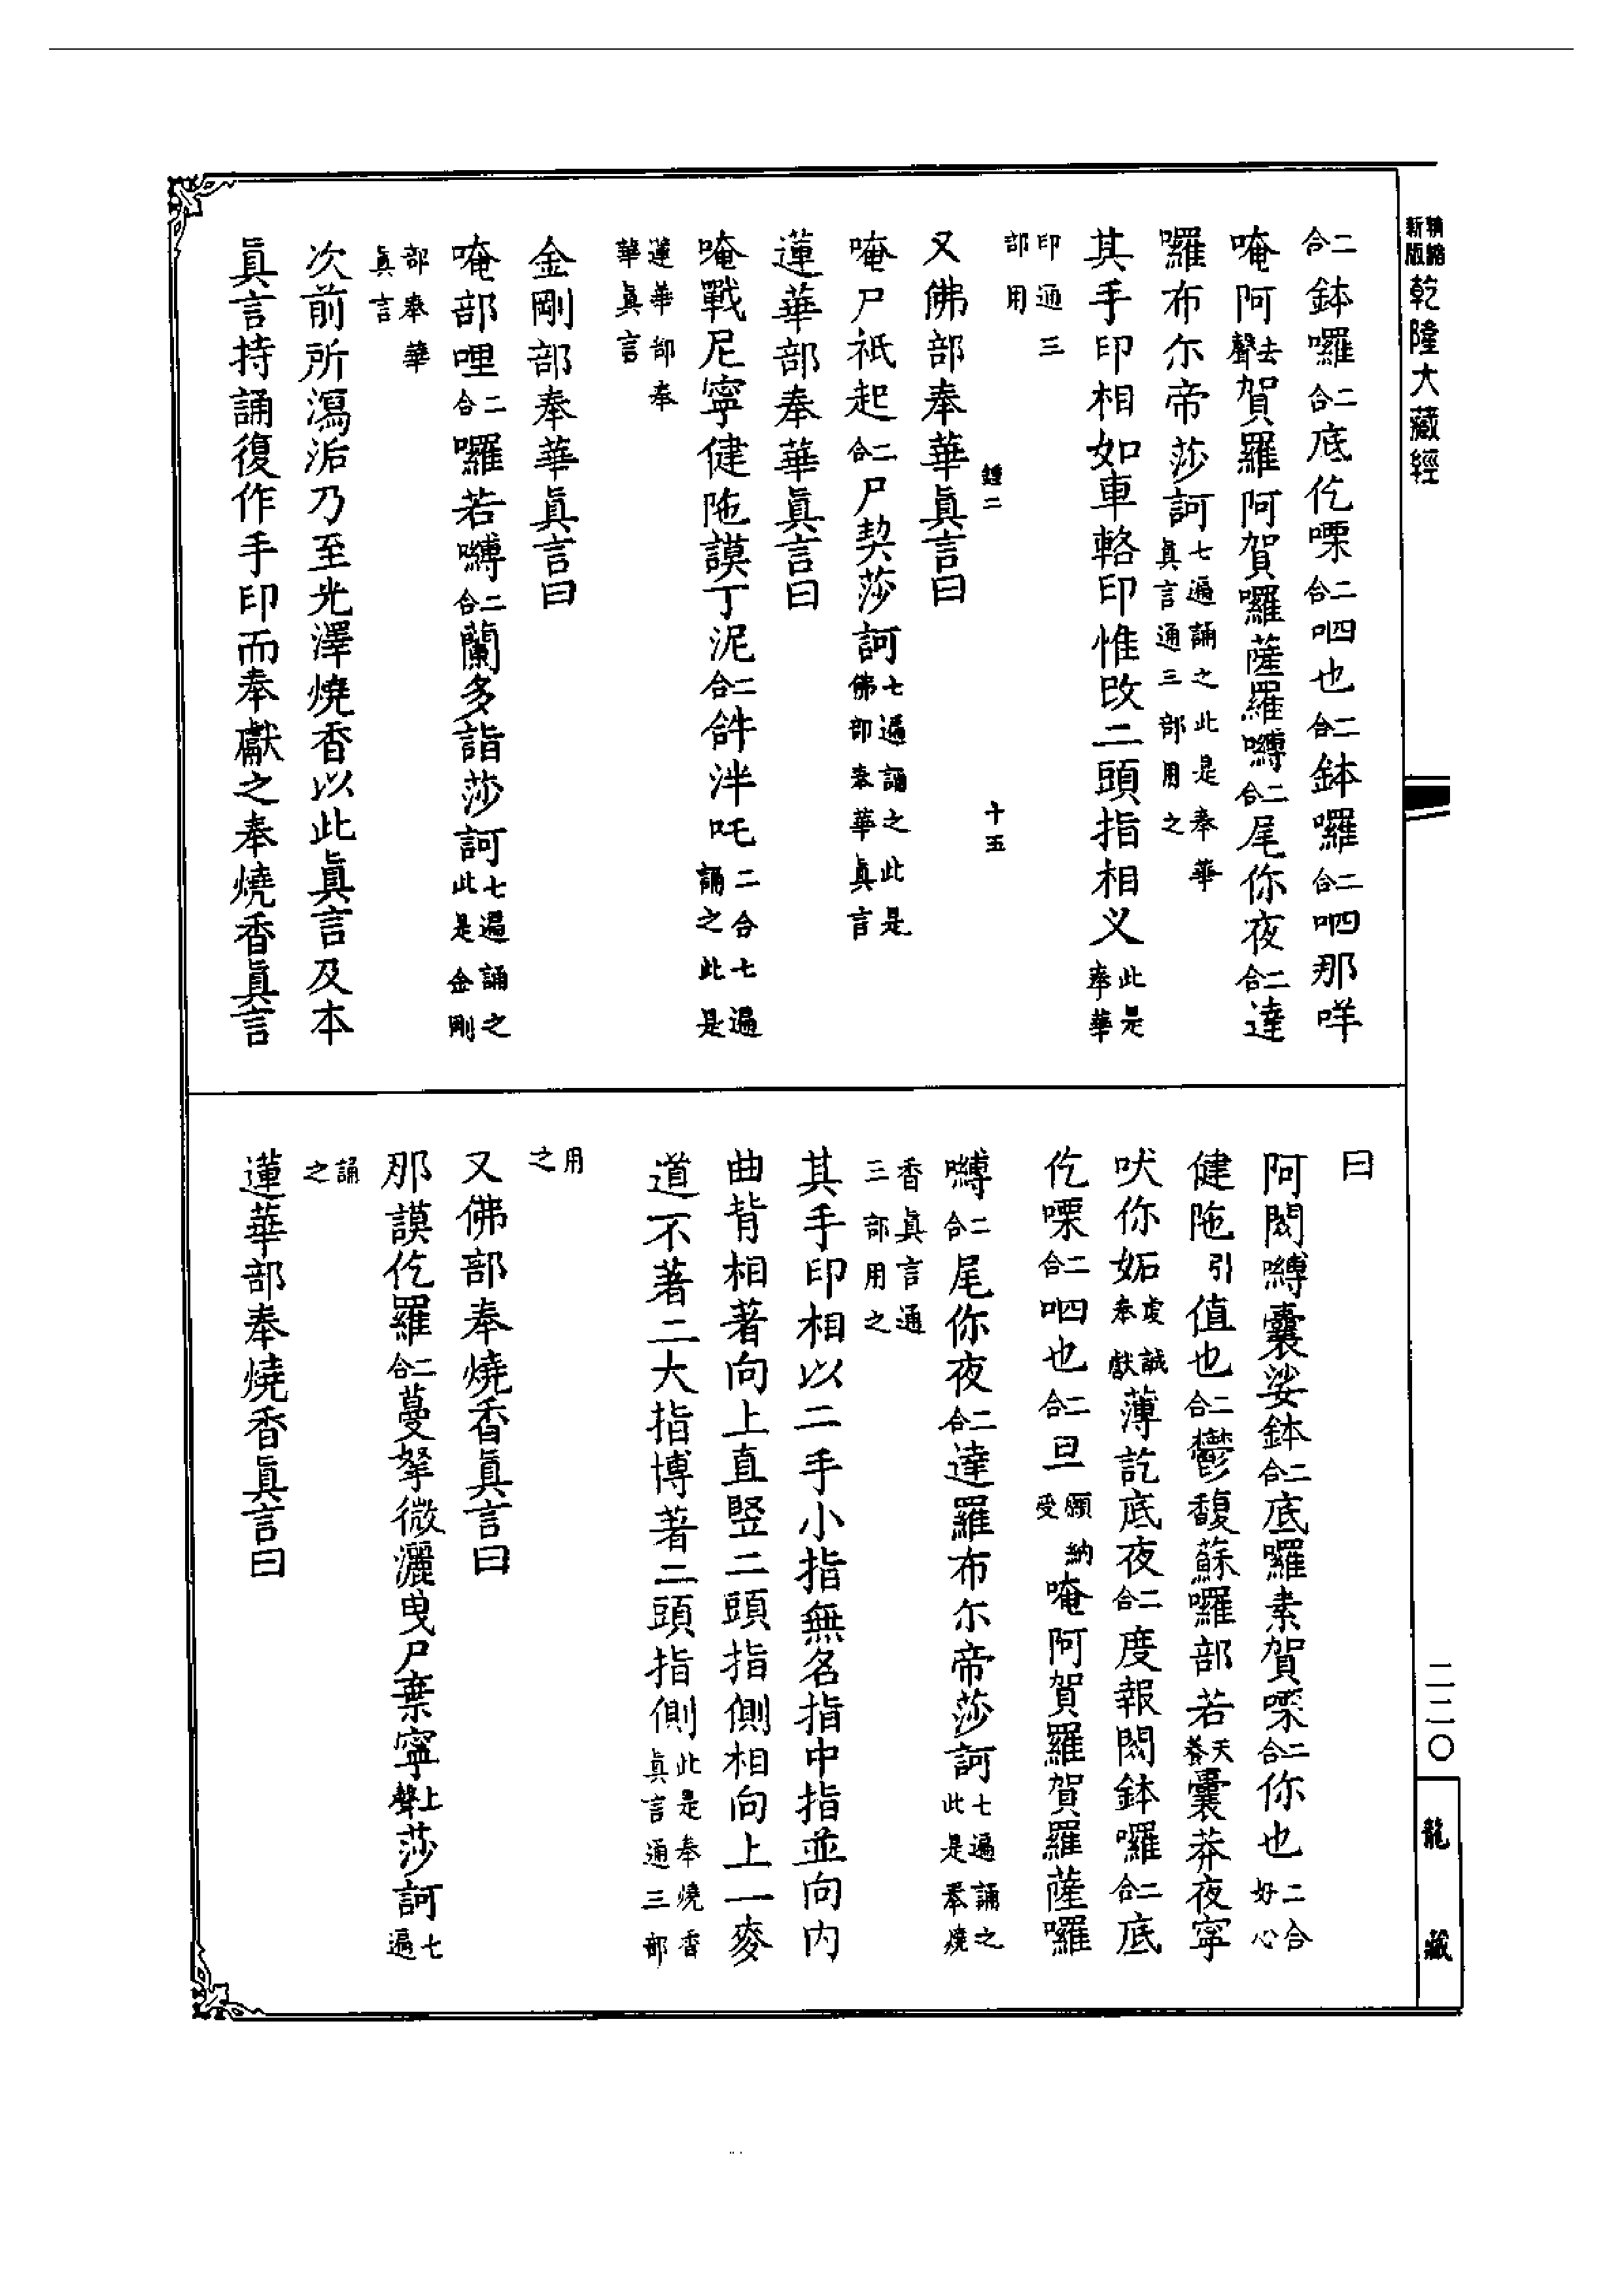 新版精縮乾隆大藏經
二合鉢囉二合底仡㗚二合呬也二合鉢囉二合呬那咩
唵阿去聲賀羅阿賀囉薩羅嚩二合尾你夜二合達
囉布尔帝莎訶七遍誦之此是奉華真言通三部用之
其手印相如車輅印惟改二頭指相义此是奉華
印通三部用
鍾二 十五
又佛部奉華真言曰
唵尸祇起二合尸契莎訶七遍誦之此是佛部奉華真言
蓮華部奉華真言曰
唵戰尼寧健陁謨丁泥二合𤙖泮吒二合七遍誦之此是
蓮華部奉華真言
金剛部奉華真言曰
唵部哩二合囉若嚩二合蘭多詣莎訶七遍誦之此是金剛
部奉華真言
次前所瀉洉乃至光澤燒香以此真言及本
真言持誦復作手印而奉獻之奉燒香真言
曰
阿閦嚩囊娑鉢二合底囉素賀㗚二合你也二合好心
健陁引值也二合鬱馥蘇囉部若天養囊莽夜寧
吠你妬虔誠奉獻薄訖底夜二合度報閦鉢囉二合底
仡㗚二合呬也二合旦願納受唵阿賀羅賀羅薩囉
嚩二合尾你夜二合達羅布尔帝莎訶七遍誦之此是奉燒
香真言通三部用之
其手印相以二手小指無名指中指並向内
曲背相著向上直豎二頭指側相向上一麥
道不著二大指博著二頭指側此是奉燒香真言通三部
用之
又佛部奉燒香真言曰
那謨仡羅二合蔓拏微灑曳尸棄寧上聲莎訶七遍
誦之
蓮華部奉燒香真言曰
二二〇
龍藏